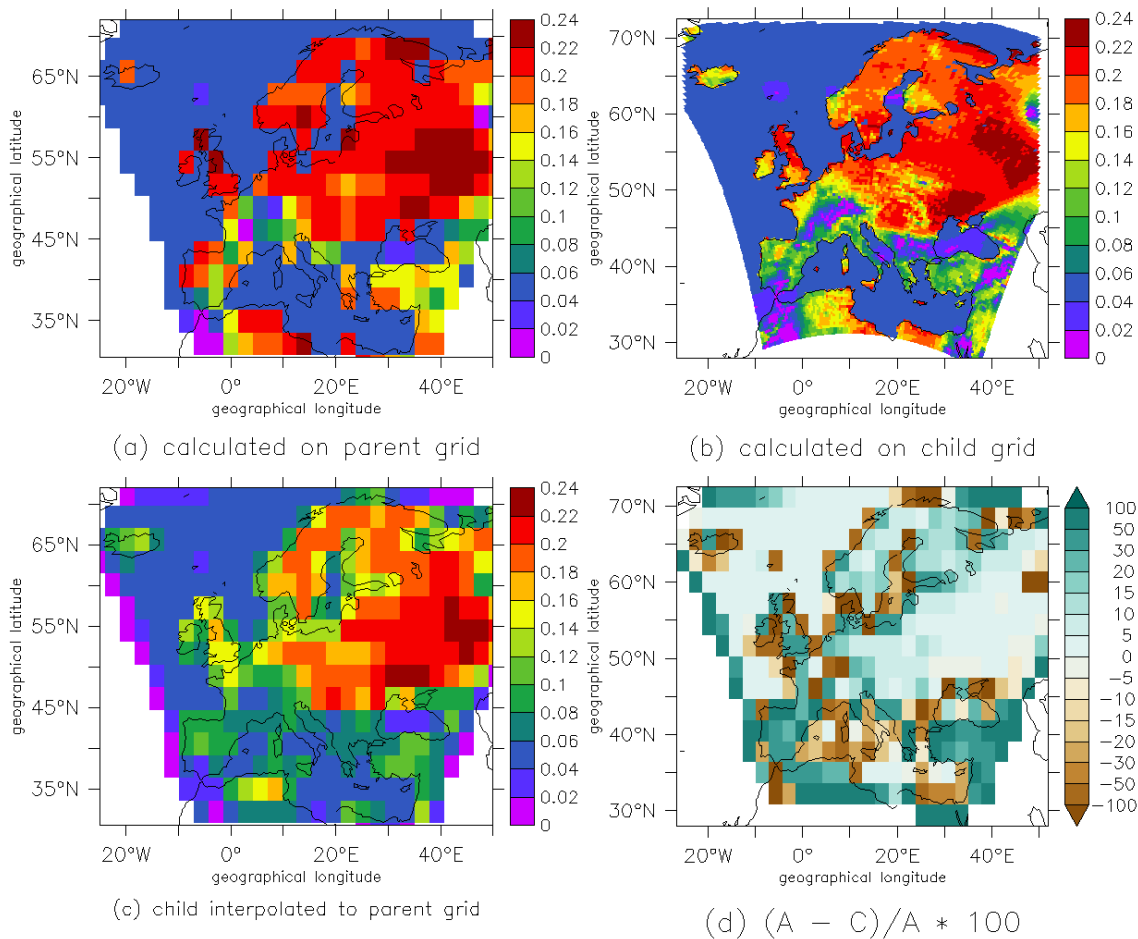 0.24
0.22
0.2
0.18
0.16
0.14
0.12
0.1
0.08
0.06
0.04
0.02
0
geographical latitude
65°N
55°N
45°N
35°N
20°W
0°
20°E
40°E
geographical longitude
(a) calculated on parent grid
0.24
0.22
0.2
0.18
0.16
0.14
0.12
0.1
0.08
0.06
0.04
0.02
0
geographical latitude
70°N
60°N
50°N
40°N
30°N
20°W
0°
20°E
40°E
geographical longitude
(b) calculated on child grid
0.24
0.22
0.2
0.18
0.16
0.14
0.12
0.1
0.08
0.06
0.04
0.02
0
geographical latitude
65°N
55°N
45°N
35°N
20°W
0°
20°E
40°E
geographical longitude
(c) child interpolated to parent grid
100
50
30
20
15
10
5
0
−5
−10
−15
−20
−30
−50
−100
geographical latitude
70°N
60°N
50°N
40°N
30°N
20°W
0°
20°E
40°E
geographical longitude
(d) (A − C)/A * 100